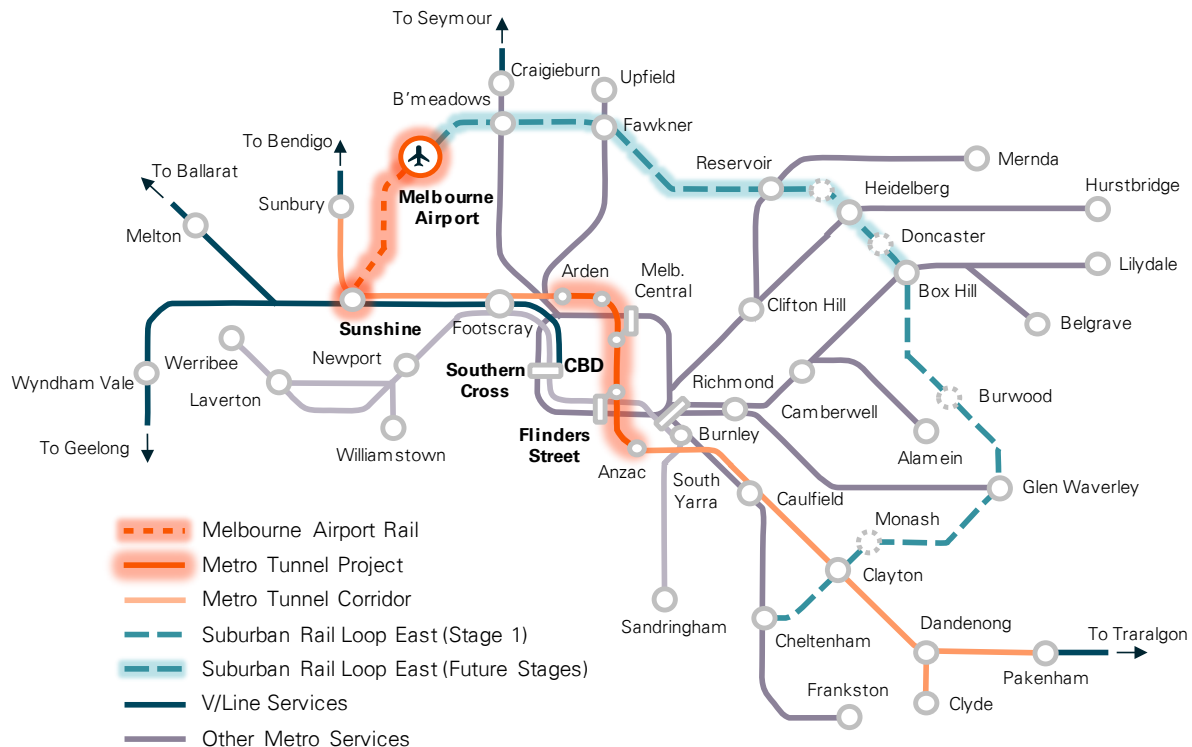 To Seymour
Craigieburn
Upfield
B'meadows
Fawkner
To Bendigo
To Ballarat
Sunbury
Melton
Melbourne
Airport
Reservoir
Mernda
Heidelberg
Hurstbridge
Doncaster
Lilydale
Box Hill
Belgrave
Arden
Melb.
Central
Clifton Hill
Sunshine
Footscray
Werribee
Newport
Southern
Cross
CBD
Wyndham Vale
Laverton
Richmond
Camberwell
Burwood
To Geelong
Williamstown
Flinders
Street
Burnley
Alamein
Anzac
South
Yarra
Caulfield
Glen Waverley
Monash
Clayton
Sandringham
Cheltenham
Dandenong
To Traralgon
Pakenham
Frankston
Clyde
Melbourne Airport Rail
Metro Tunnel Project
Metro Tunnel Corridor
Suburban Rail Loop East (Stage 1)
Suburban Rail Loop East (Future Stages)
V/Line Services
Other Metro Services